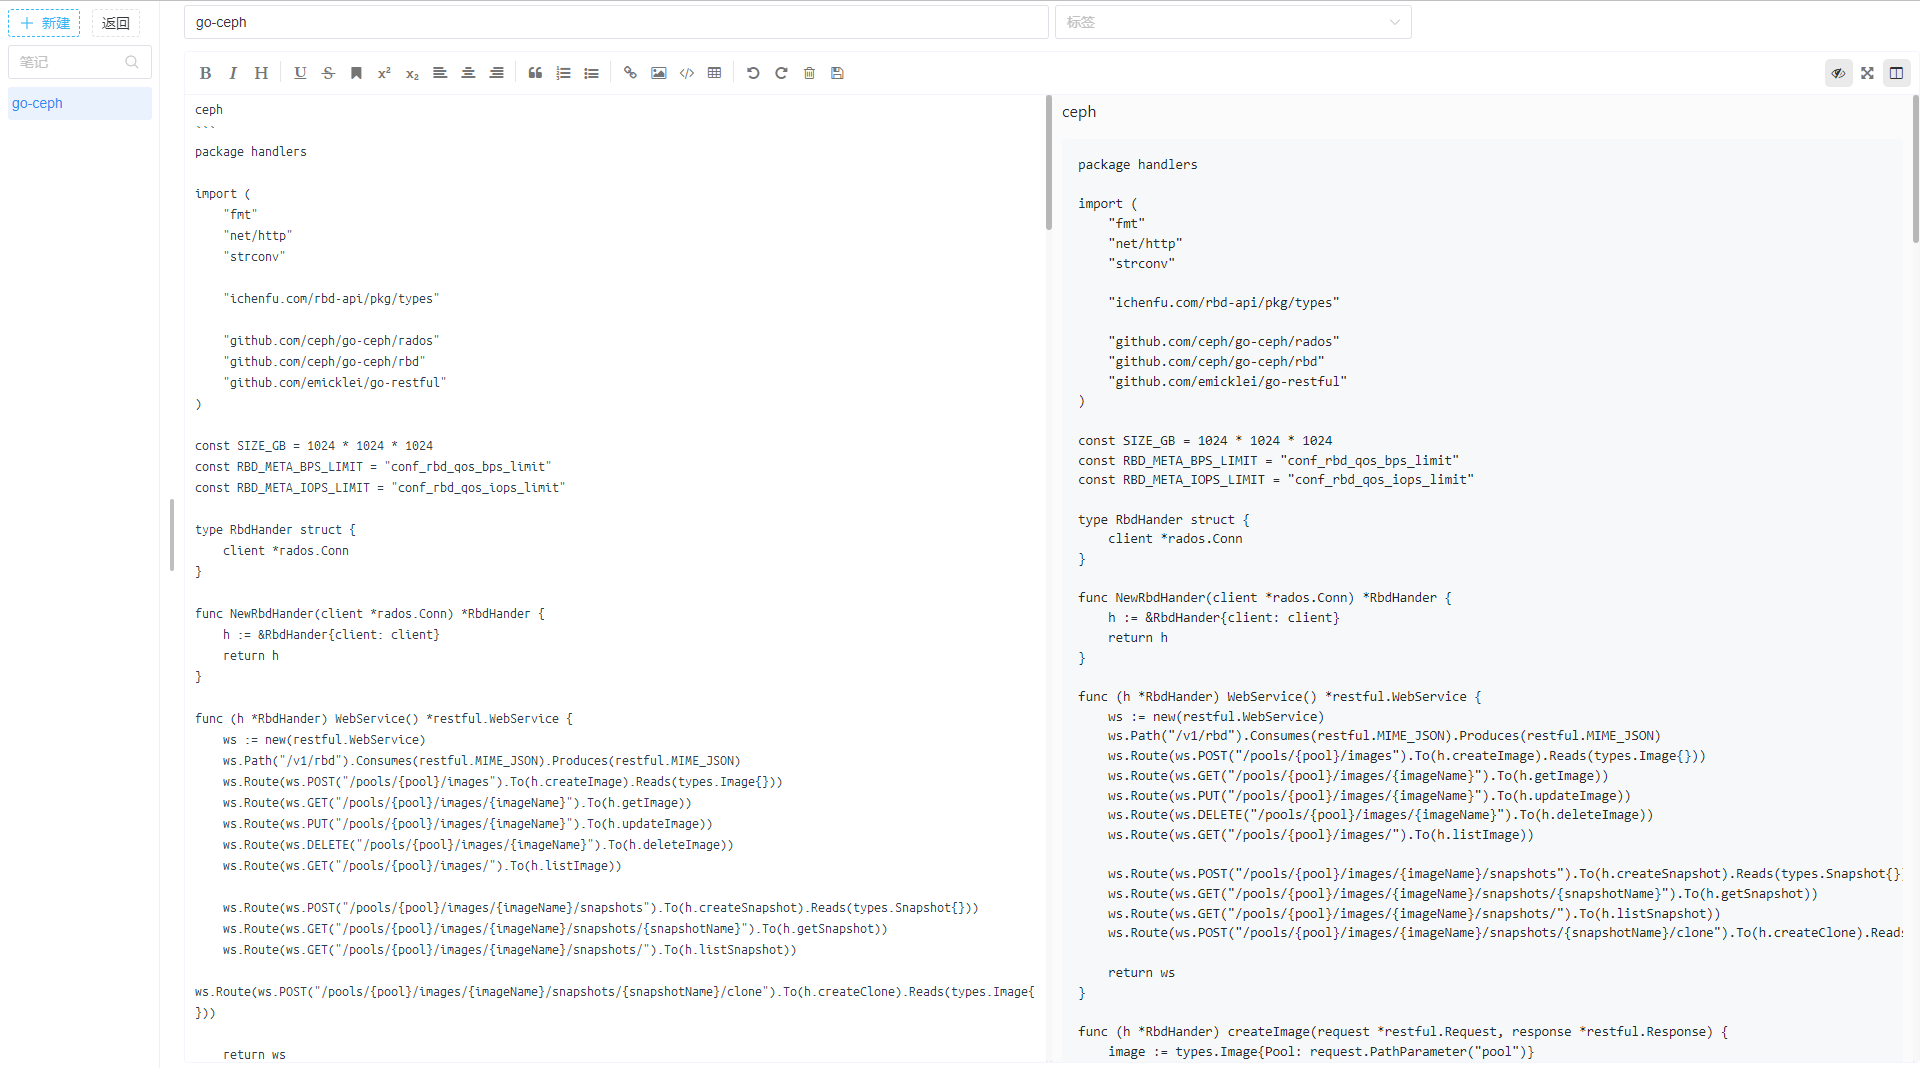 新建 返回
go-ceph
标签
笔记
go-ceph
B I H U S x² x₂
ceph
```
package handlers

import (
    "fmt"
    "net/http"
    "strconv"

    "ichenfu.com/rbd-api/pkg/types"

    "github.com/ceph/go-ceph/rados"
    "github.com/ceph/go-ceph/rbd"
    "github.com/emicklei/go-restful"
)

const SIZE_GB = 1024 * 1024 * 1024
const RBD_META_BPS_LIMIT = "conf_rbd_qos_bps_limit"
const RBD_META_IOPS_LIMIT = "conf_rbd_qos_iops_limit"

type RbdHander struct {
    client *rados.Conn
}

func NewRbdHander(client *rados.Conn) *RbdHander {
    h := &RbdHander{client: client}
    return h
}

func (h *RbdHander) WebService() *restful.WebService {
    ws := new(restful.WebService)
    ws.Path("/v1/rbd").Consumes(restful.MIME_JSON).Produces(restful.MIME_JSON)
    ws.Route(ws.POST("/pools/{pool}/images").To(h.createImage).Reads(types.Image{}))
    ws.Route(ws.GET("/pools/{pool}/images/{imageName}").To(h.getImage))
    ws.Route(ws.PUT("/pools/{pool}/images/{imageName}").To(h.updateImage))
    ws.Route(ws.DELETE("/pools/{pool}/images/{imageName}").To(h.deleteImage))
    ws.Route(ws.GET("/pools/{pool}/images/").To(h.listImage))

    ws.Route(ws.POST("/pools/{pool}/images/{imageName}/snapshots").To(h.createSnapshot).Reads(types.Snapshot{}))
    ws.Route(ws.GET("/pools/{pool}/images/{imageName}/snapshots/{snapshotName}").To(h.getSnapshot))
    ws.Route(ws.GET("/pools/{pool}/images/{imageName}/snapshots/").To(h.listSnapshot))

ws.Route(ws.POST("/pools/{pool}/images/{imageName}/snapshots/{snapshotName}/clone").To(h.createClone).Reads(types.Image{
}))

    return ws
ceph
package handlers

import (
    "fmt"
    "net/http"
    "strconv"

    "ichenfu.com/rbd-api/pkg/types"

    "github.com/ceph/go-ceph/rados"
    "github.com/ceph/go-ceph/rbd"
    "github.com/emicklei/go-restful"
)

const SIZE_GB = 1024 * 1024 * 1024
const RBD_META_BPS_LIMIT = "conf_rbd_qos_bps_limit"
const RBD_META_IOPS_LIMIT = "conf_rbd_qos_iops_limit"

type RbdHander struct {
    client *rados.Conn
}

func NewRbdHander(client *rados.Conn) *RbdHander {
    h := &RbdHander{client: client}
    return h
}

func (h *RbdHander) WebService() *restful.WebService {
    ws := new(restful.WebService)
    ws.Path("/v1/rbd").Consumes(restful.MIME_JSON).Produces(restful.MIME_JSON)
    ws.Route(ws.POST("/pools/{pool}/images").To(h.createImage).Reads(types.Image{}))
    ws.Route(ws.GET("/pools/{pool}/images/{imageName}").To(h.getImage))
    ws.Route(ws.PUT("/pools/{pool}/images/{imageName}").To(h.updateImage))
    ws.Route(ws.DELETE("/pools/{pool}/images/{imageName}").To(h.deleteImage))
    ws.Route(ws.GET("/pools/{pool}/images/").To(h.listImage))

    ws.Route(ws.POST("/pools/{pool}/images/{imageName}/snapshots").To(h.createSnapshot).Reads(types.Snapshot{}
    ws.Route(ws.GET("/pools/{pool}/images/{imageName}/snapshots/{snapshotName}").To(h.getSnapshot))
    ws.Route(ws.GET("/pools/{pool}/images/{imageName}/snapshots/").To(h.listSnapshot))
    ws.Route(ws.POST("/pools/{pool}/images/{imageName}/snapshots/{snapshotName}/clone").To(h.createClone).Reads

    return ws
}

func (h *RbdHander) createImage(request *restful.Request, response *restful.Response) {
    image := types.Image{Pool: request.PathParameter("pool")}